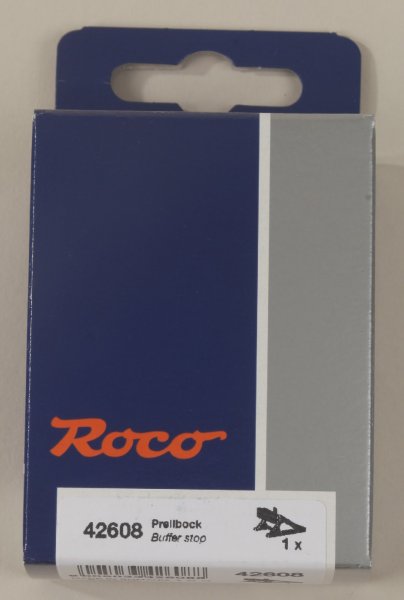 Roco
42608 Prellbock
Buffer stop
1 x
42608